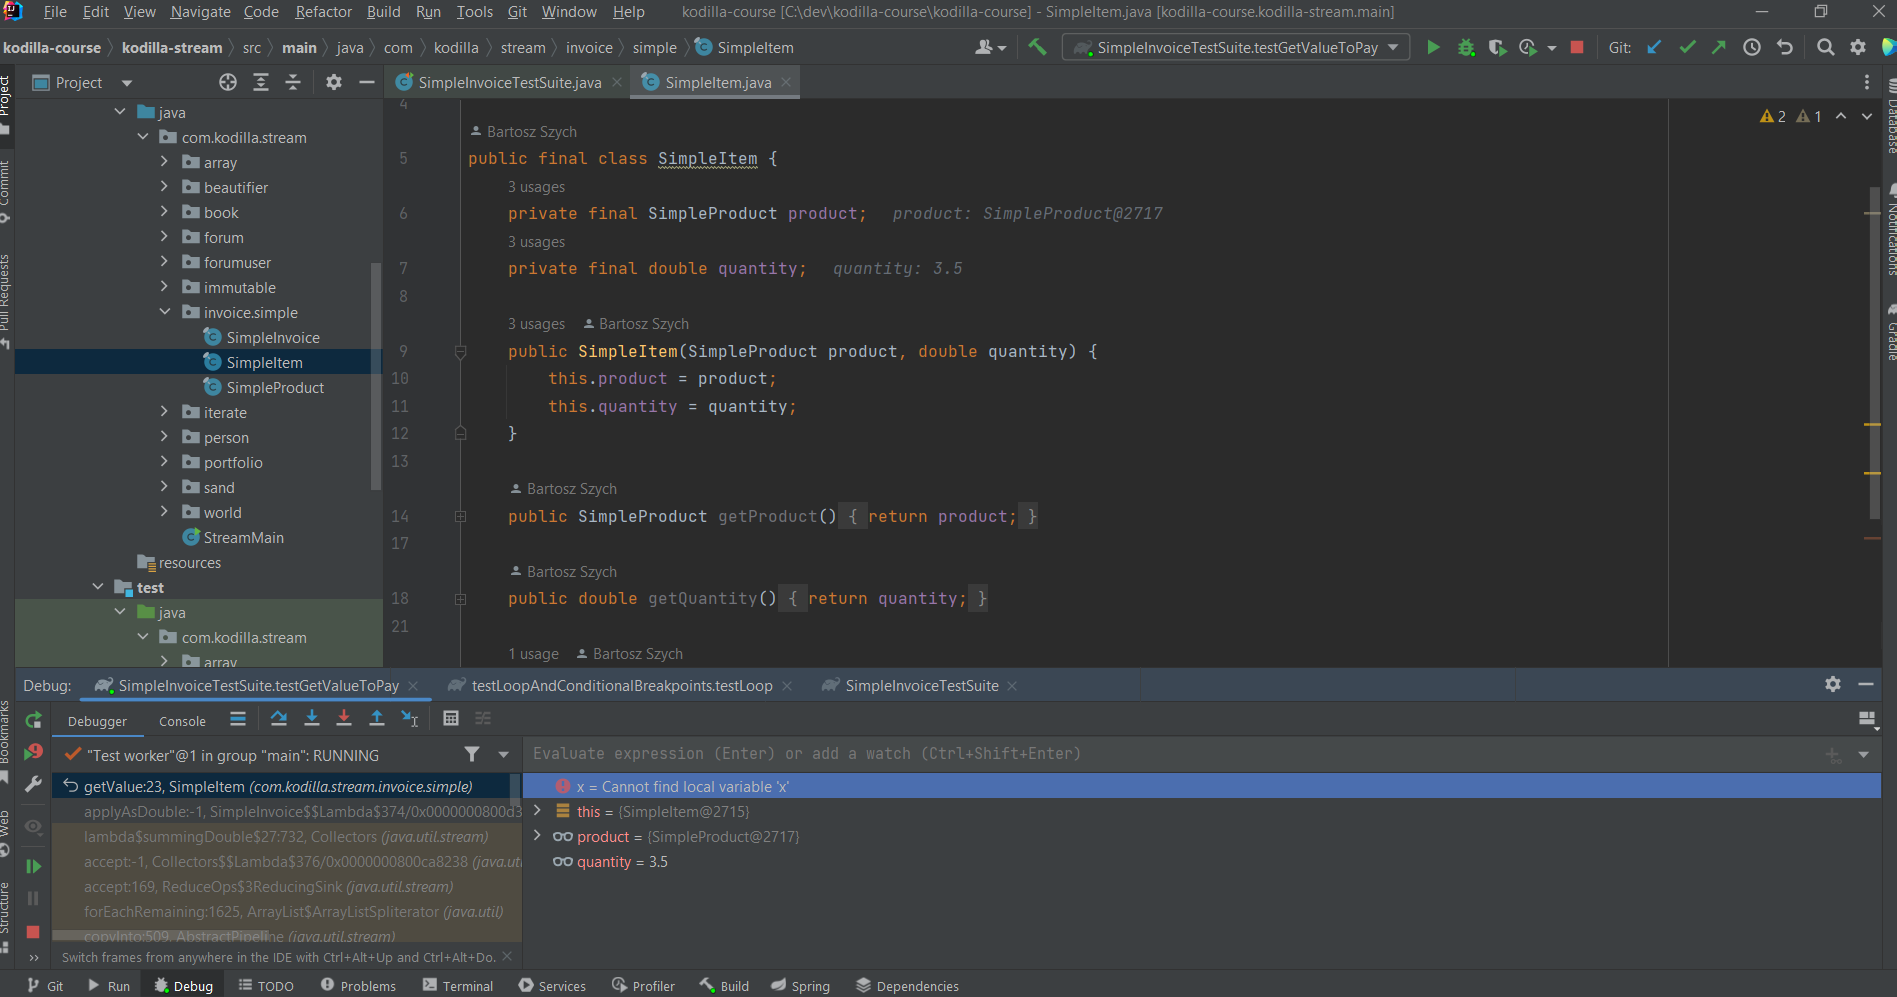 File Edit View Navigate Code Refactor Build Run Tools Git Window Help kodilla-course [C:\dev\kodilla-course\kodilla-course] - SimpleItem.java [kodilla-course.kodilla-stream.main]
kodilla-course kodilla-stream src main java com kodilla stream invoice simple SimpleItem SimpleInvoiceTestSuite.testGetValueToPay Git:
Project SimpleInvoiceTestSuite.java SimpleItem.java
Project
Commit
Pull Requests
Bookmarks
Web
Structure
java
com.kodilla.stream
array
beautifier
book
forum
forumuser
immutable
invoice.simple
SimpleInvoice
SimpleItem
SimpleProduct
iterate
person
portfolio
sand
world
StreamMain
resources
test
java
com.kodilla.stream
array
4
Bartosz Szych
5 public final class SimpleItem {
3 usages
6 private final SimpleProduct product; product: SimpleProduct@2717
3 usages
7 private final double quantity; quantity: 3.5
8
3 usages Bartosz Szych
9 public SimpleItem(SimpleProduct product, double quantity) {
10 this.product = product;
11 this.quantity = quantity;
12 }
13
Bartosz Szych
14 public SimpleProduct getProduct() { return product; }
17
Bartosz Szych
18 public double getQuantity() { return quantity; }
21
1 usage Bartosz Szych
2 1
Database
Notifications
Gradle
Debug: SimpleInvoiceTestSuite.testGetValueToPay testLoopAndConditionalBreakpoints.testLoop SimpleInvoiceTestSuite
Debugger Console
"Test worker"@1 in group "main": RUNNING
getValue:23, SimpleItem (com.kodilla.stream.invoice.simple)
applyAsDouble:-1, SimpleInvoice$$Lambda$374/0x0000000800d3
lambda$summingDouble$27:732, Collectors (java.util.stream)
accept:-1, Collectors$$Lambda$376/0x0000000800ca8238 (java.uti
accept:169, ReduceOps$3ReducingSink (java.util.stream)
forEachRemaining:1625, ArrayList$ArrayListSpliterator (java.util)
copyInto:509, AbstractPipeline (java.util.stream)
Switch frames from anywhere in the IDE with Ctrl+Alt+Up and Ctrl+Alt+Do.
Evaluate expression (Enter) or add a watch (Ctrl+Shift+Enter)
x = Cannot find local variable 'x'
this = {SimpleItem@2715}
product = {SimpleProduct@2717}
quantity = 3.5
Git Run Debug TODO Problems Terminal Services Profiler Build Spring Dependencies